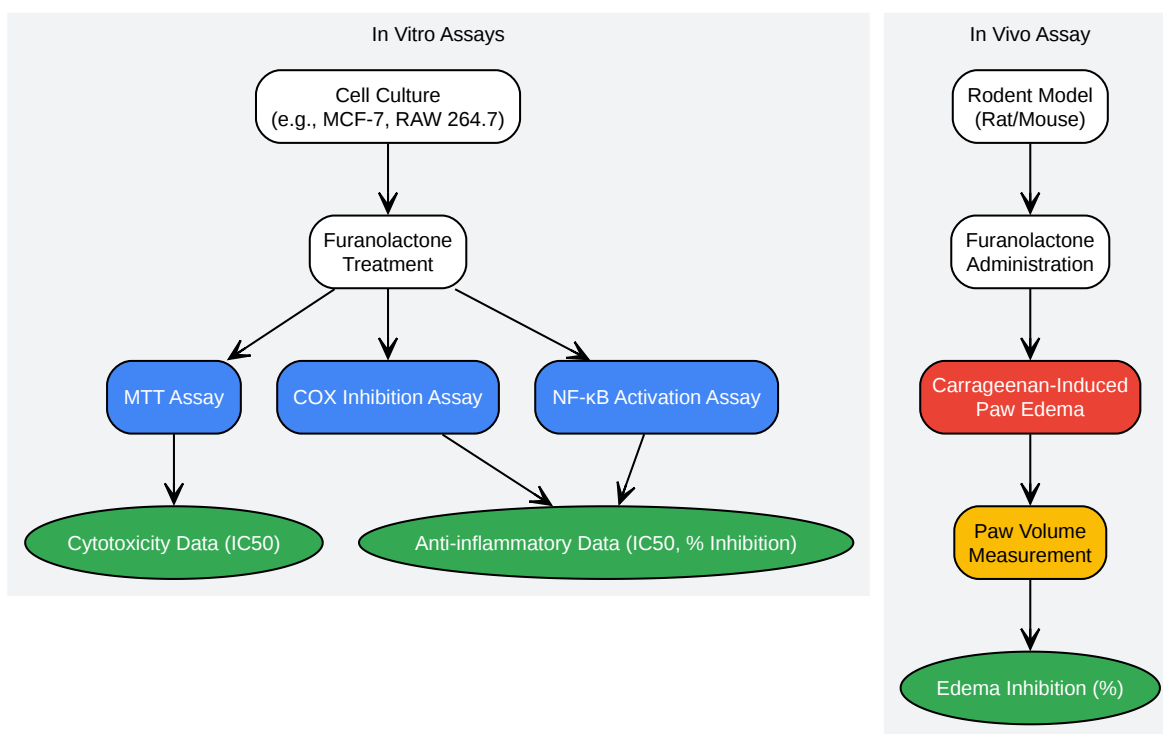 In Vitro Assays
Cell Culture
(e.g., MCF-7, RAW 264.7)
Furanolactone
Treatment
MTT Assay
COX Inhibition Assay
NF-κB Activation Assay
Cytotoxicity Data (IC50)
Anti-inflammatory Data (IC50, % Inhibition)
In Vivo Assay
Rodent Model
(Rat/Mouse)
Furanolactone
Administration
Carrageenan-Induced
Paw Edema
Paw Volume
Measurement
Edema Inhibition (%)